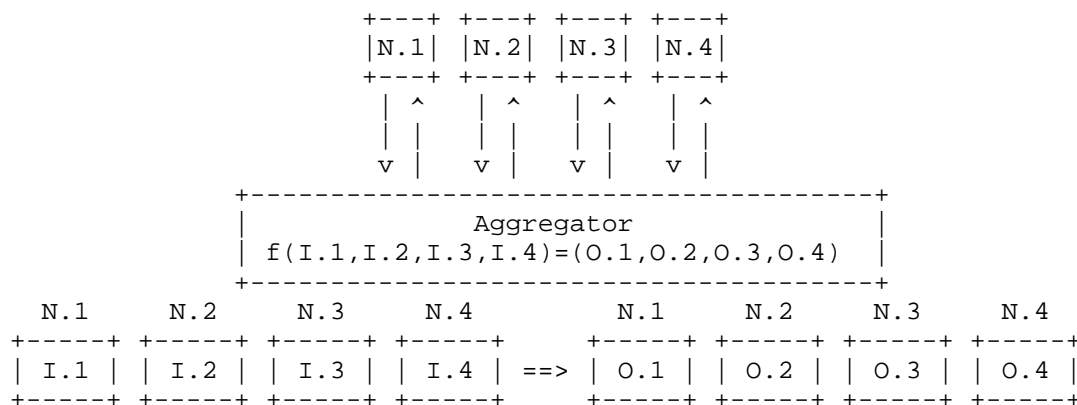 N.1 N.2 N.3 N.4
Aggregator
f(I.1,I.2,I.3,I.4)=(O.1,O.2,O.3,O.4)
N.1 N.2 N.3 N.4 N.1 N.2 N.3 N.4
I.1 I.2 I.3 I.4 ==> O.1 O.2 O.3 O.4